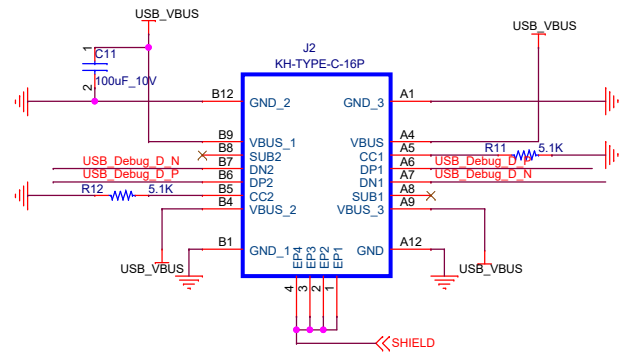 USB_VBUS
USB_VBUS
J2
KH-TYPE-C-16P
1
C11
100uF_10V
2
B12
GND_2
GND_3
A1
B9
VBUS_1
VBUS
A4
B8
SUB2
CC1
A5
R11
5.1K
USB_Debug_D_N
B7
DN2
DP1
A6
USB_Debug_D_P
USB_Debug_D_P
B6
DP2
DN1
A7
USB_Debug_D_N
R12
5.1K
B5
CC2
SUB1
A8
B4
VBUS_2
VBUS_3
A9
B1
GND_1
GND
A12
USB_VBUS
USB_VBUS
EP4
EP3
EP2
EP1
4
3
2
1
SHIELD